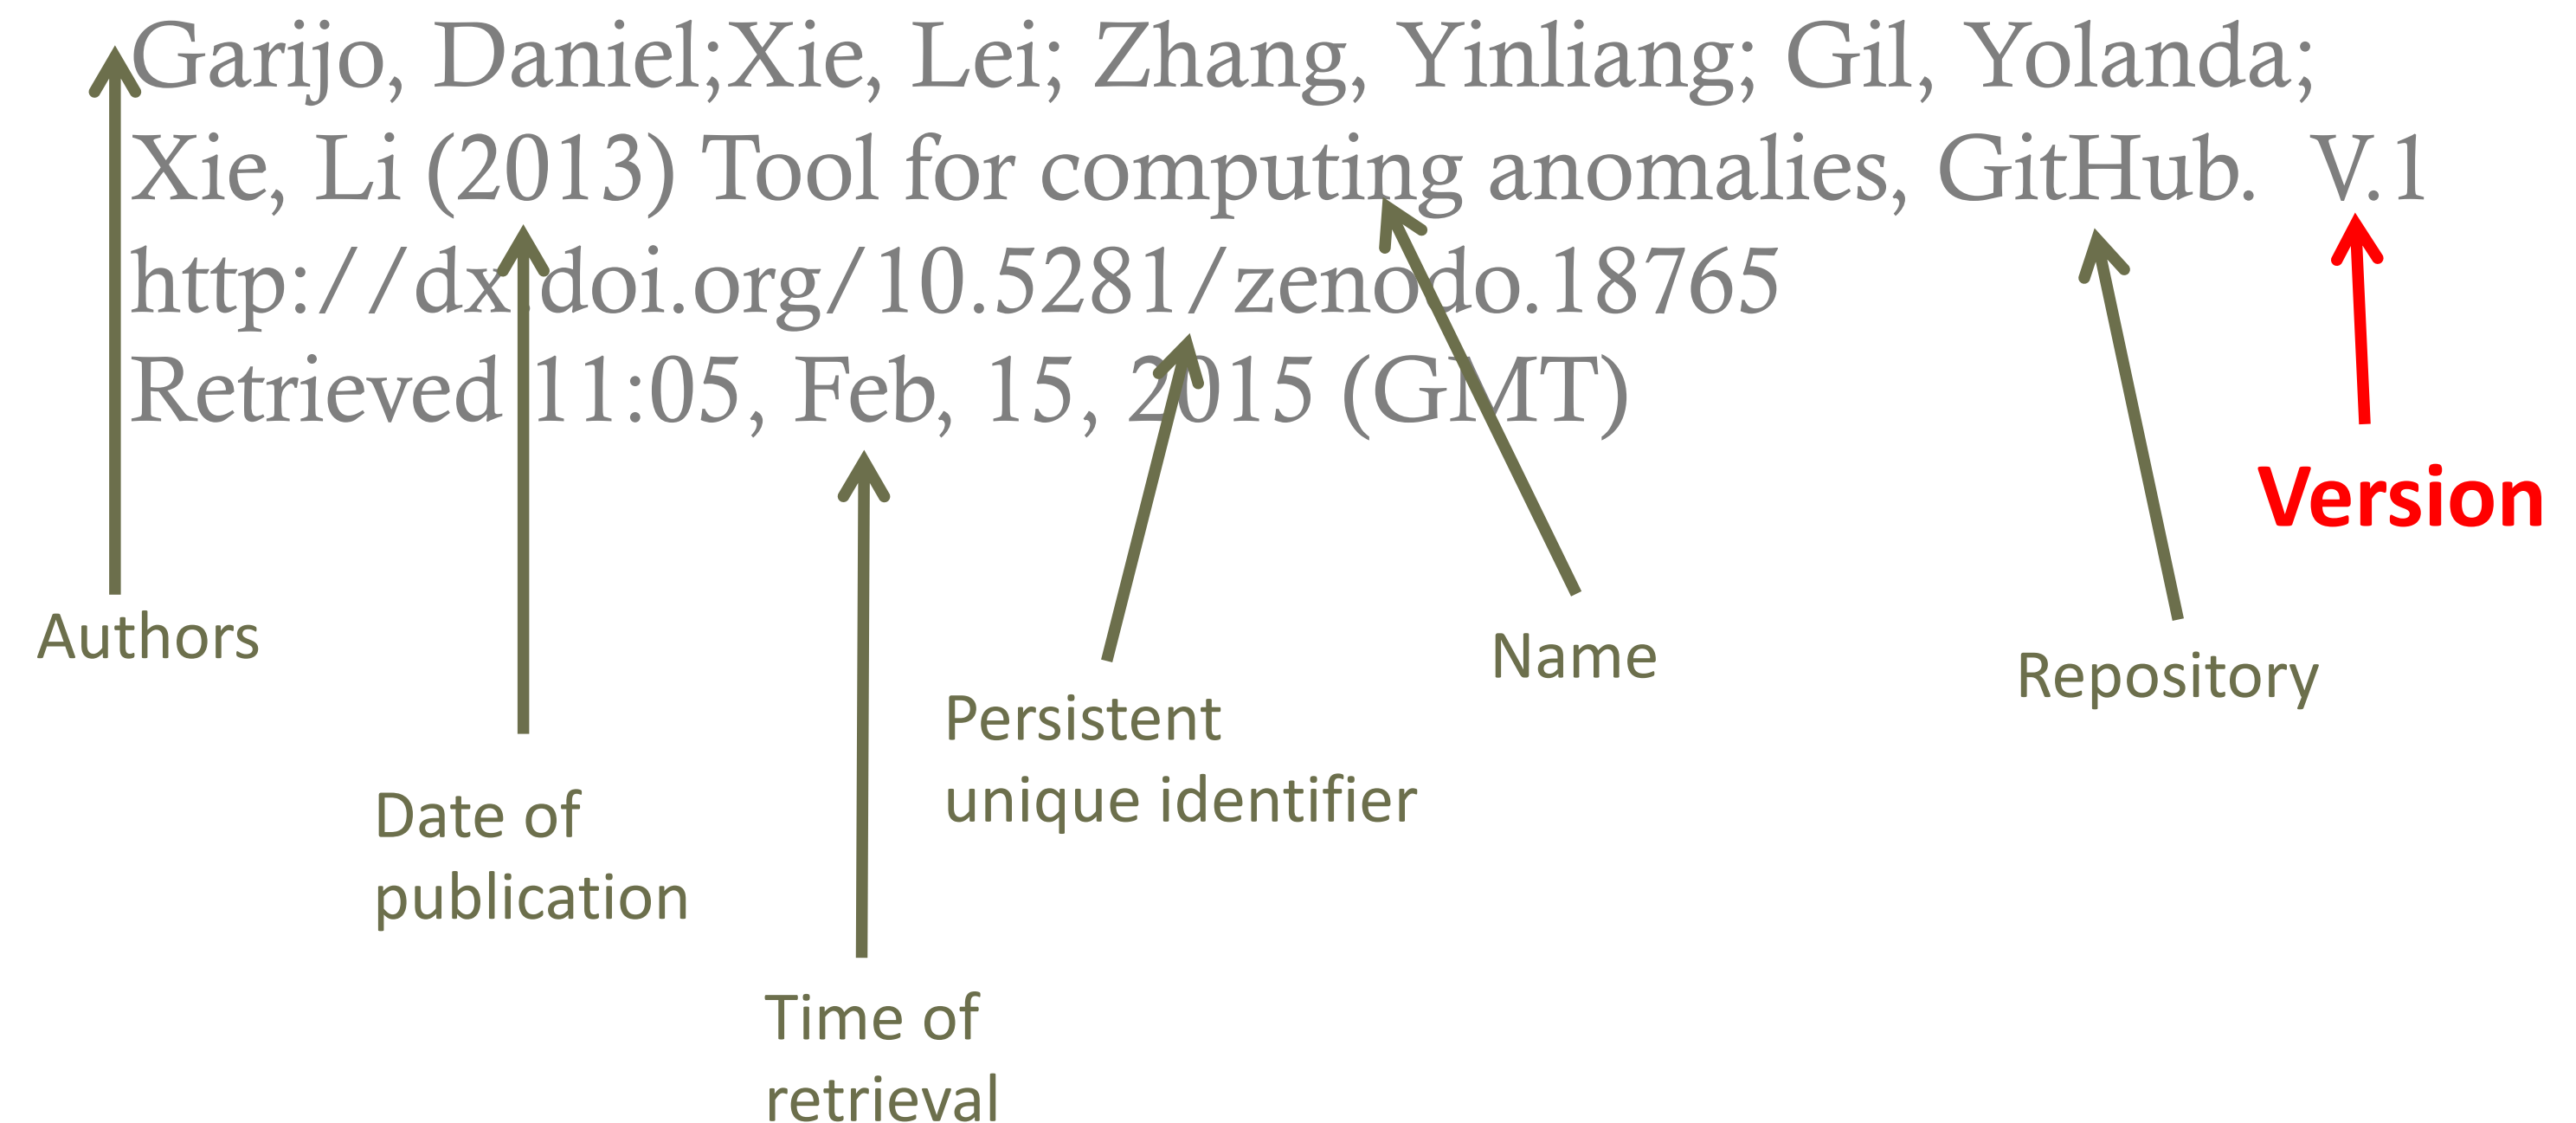 Garijo, Daniel;Xie, Lei; Zhang, Yinliang; Gil, Yolanda;
Xie, Li (2013) Tool for computing anomalies, GitHub. V.1
http://dx.doi.org/10.5281/zenodo.18765
Retrieved 11:05, Feb, 15, 2015 (GMT)
Version
Authors
Name
Repository
Persistent
unique identifier
Date of
publication
Time of
retrieval